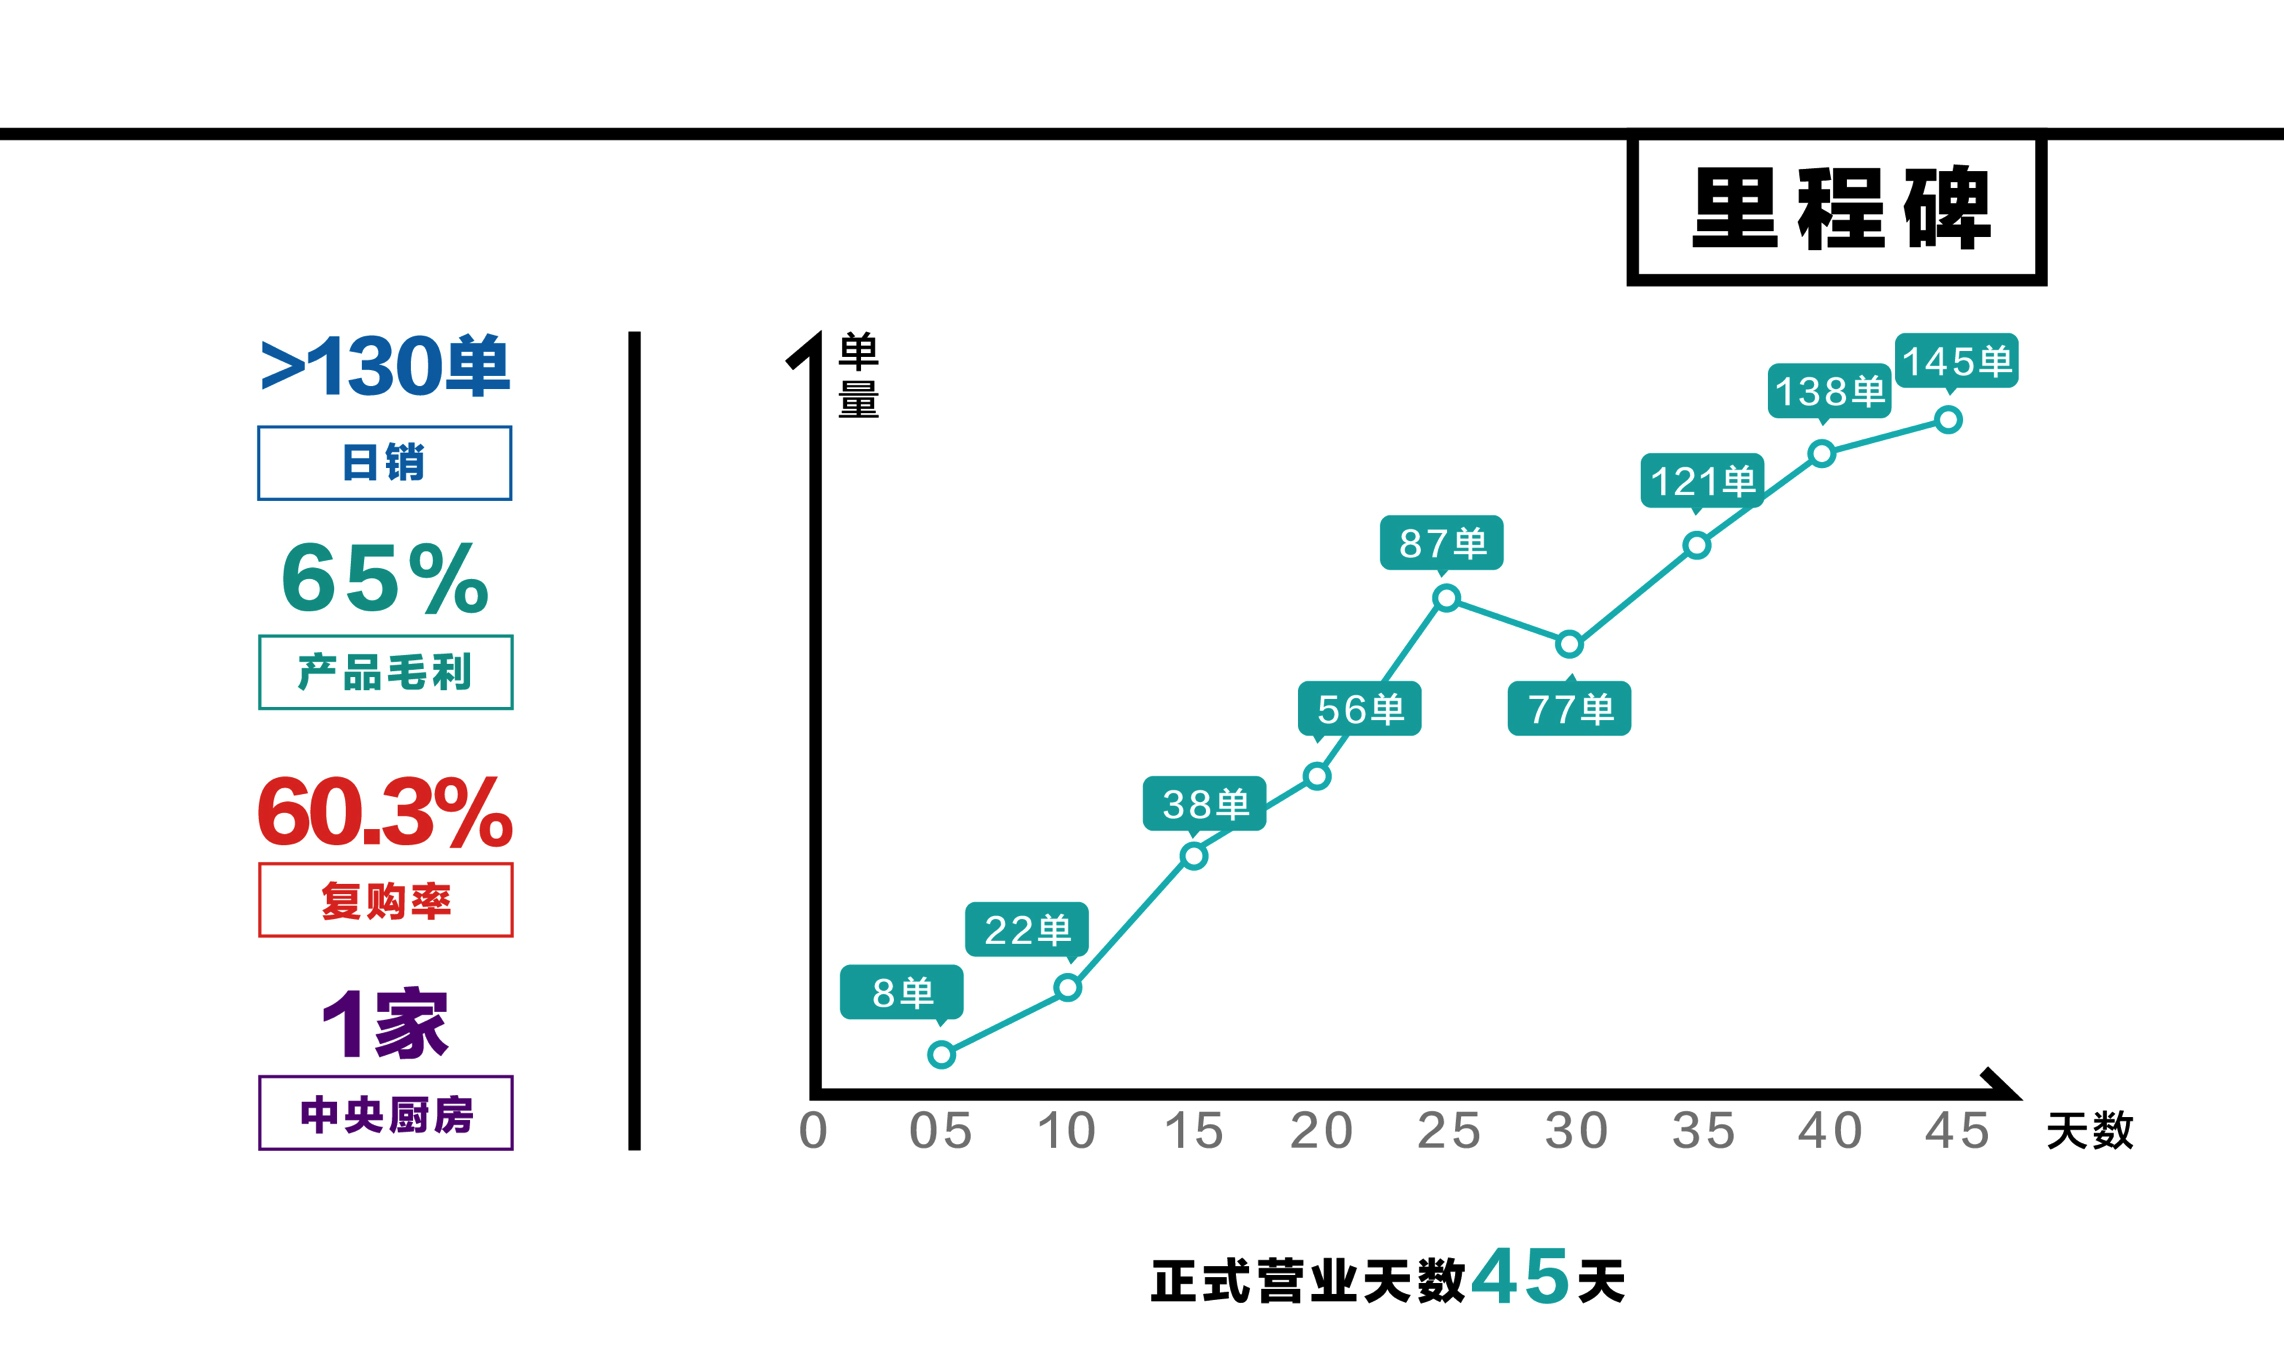 里程碑
>130单
日销
65%
产品毛利
60.3%
复购率
1家
中央厨房
单量
145单
138单
121单
87单
56单
77单
38单
22单
8单
0 05 10 15 20 25 30 35 40 45 天数
正式营业天数45天